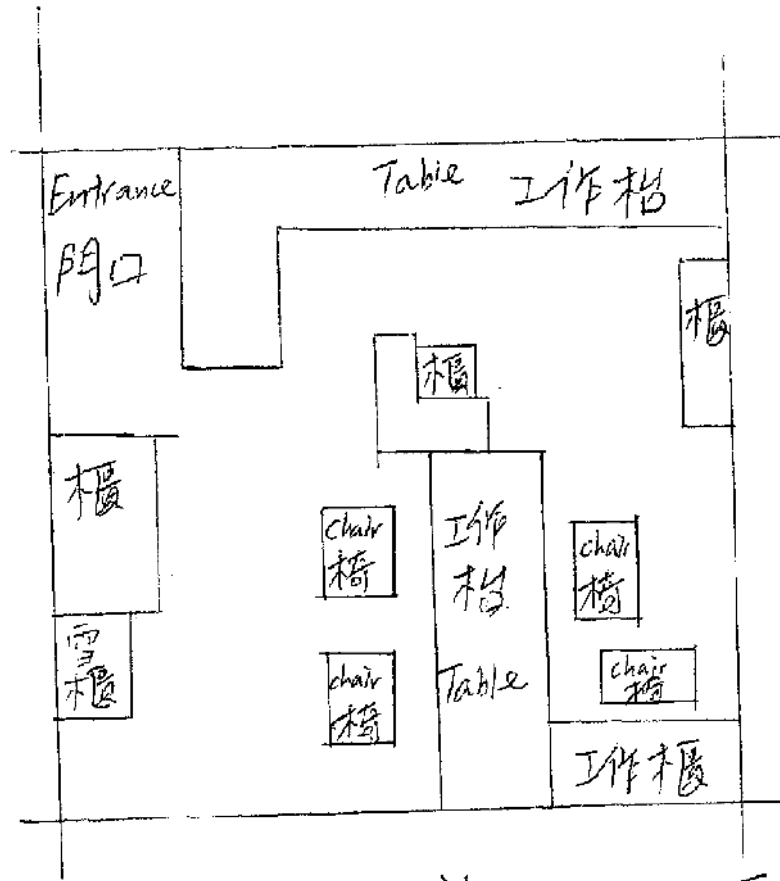 Entrance
門口
Table 工作枱
櫃
櫃
櫃
雪
櫃
chair
椅
chair
椅
工作
枱
Table
chair
椅
chair
椅
工作櫃